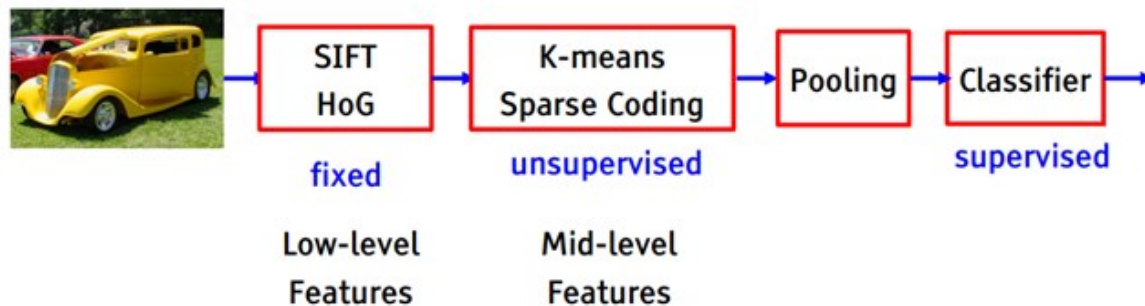 SIFT
HoG
K-means
Sparse Coding
Pooling
Classifier
fixed
unsupervised
supervised
Low-level
Features
Mid-level
Features